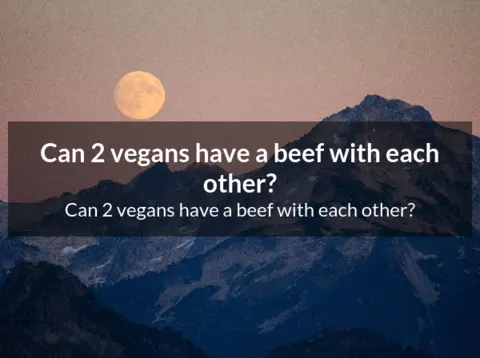 Can 2 vegans have a beef with each
other?
Can 2 vegans have a beef with each other?